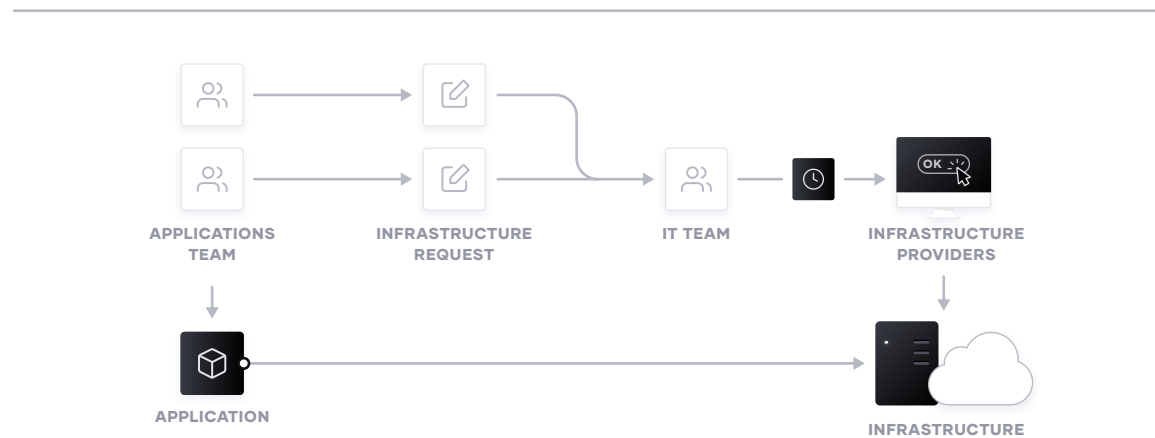 OK
APPLICATIONS
TEAM
INFRASTRUCTURE
REQUEST
IT TEAM
INFRASTRUCTURE
PROVIDERS
APPLICATION
INFRASTRUCTURE